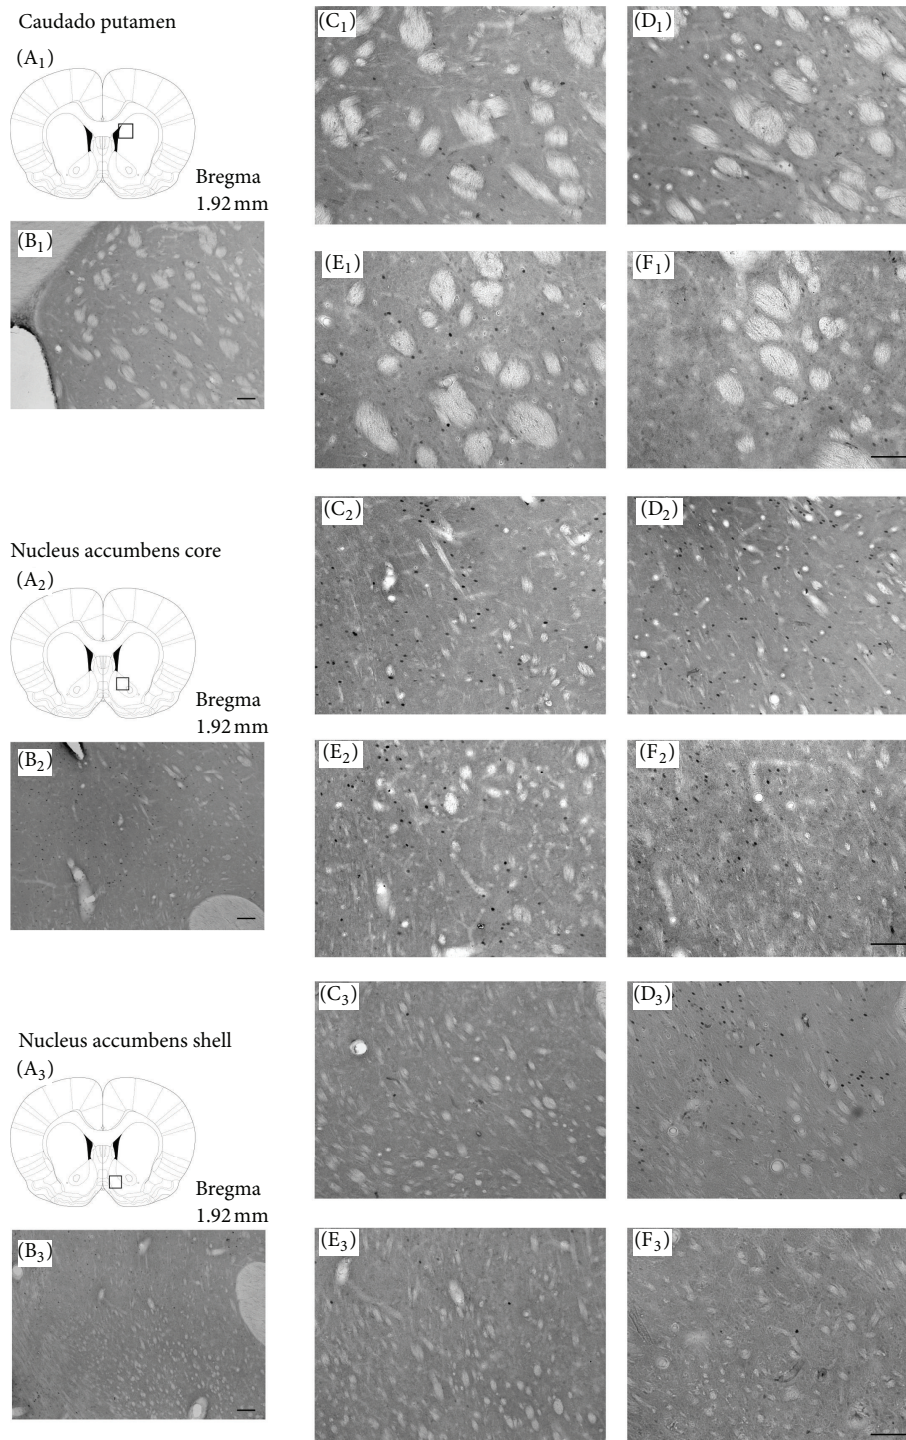 Caudado putamen
(A₁)
Bregma
1.92 mm
(B₁)
(C₁)
(D₁)
(E₁)
(F₁)
Nucleus accumbens core
(A₂)
Bregma
1.92 mm
(B₂)
(C₂)
(D₂)
(E₂)
(F₂)
Nucleus accumbens shell
(A₃)
Bregma
1.92 mm
(B₃)
(C₃)
(D₃)
(E₃)
(F₃)